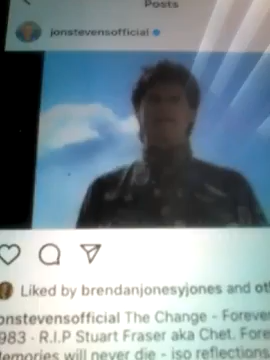 Posts
jonstevensofficial
Liked by brendanjonesyjones and ot
onstevensofficial The Change - Forever
983 - R.I.P Stuart Fraser aka Chet. Fore
emories will never die - iso reflections